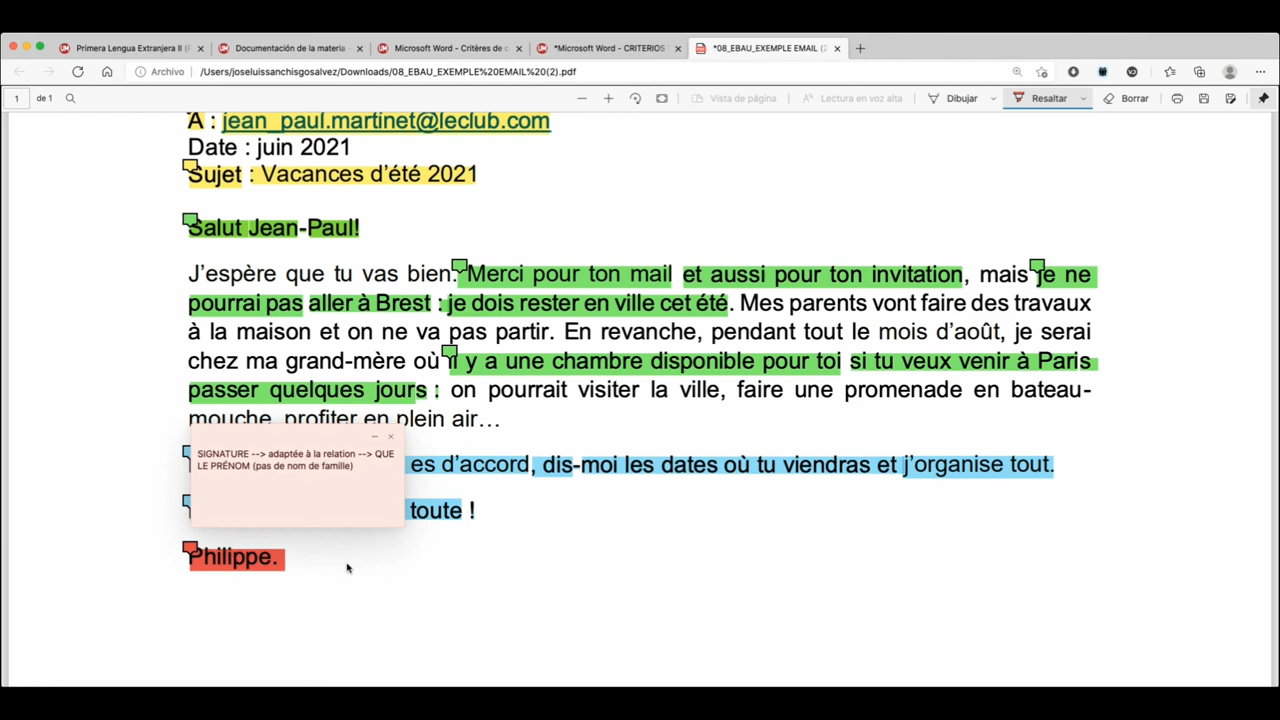 Primera Lengua Extranjera II (F
Documentación de la materia -
Microsoft Word - Critères de c
*Microsoft Word - CRITERIOS
*08_EBAU_EXEMPLE EMAIL (2
Archivo /Users/joseluissanchisgosalvez/Downloads/08_EBAU_EXEMPLE%20EMAIL%20(2).pdf
1 de 1 Vista de página Lectura en voz alta Dibujar Resaltar Borrar
A : jean_paul.martinet@leclub.com
Date : juin 2021
Sujet : Vacances d’été 2021
Salut Jean-Paul!
J’espère que tu vas bien. Merci pour ton mail et aussi pour ton invitation, mais je ne
pourrai pas aller à Brest : je dois rester en ville cet été. Mes parents vont faire des travaux
à la maison et on ne va pas partir. En revanche, pendant tout le mois d’août, je serai
chez ma grand-mère où il y a une chambre disponible pour toi si tu veux venir à Paris
passer quelques jours : on pourrait visiter la ville, faire une promenade en bateau-
mouche, profiter en plein air…
SIGNATURE --> adaptée à la relation --> QUE
LE PRÉNOM (pas de nom de famille)
es d’accord, dis-moi les dates où tu viendras et j’organise tout.
toute !
Philippe.